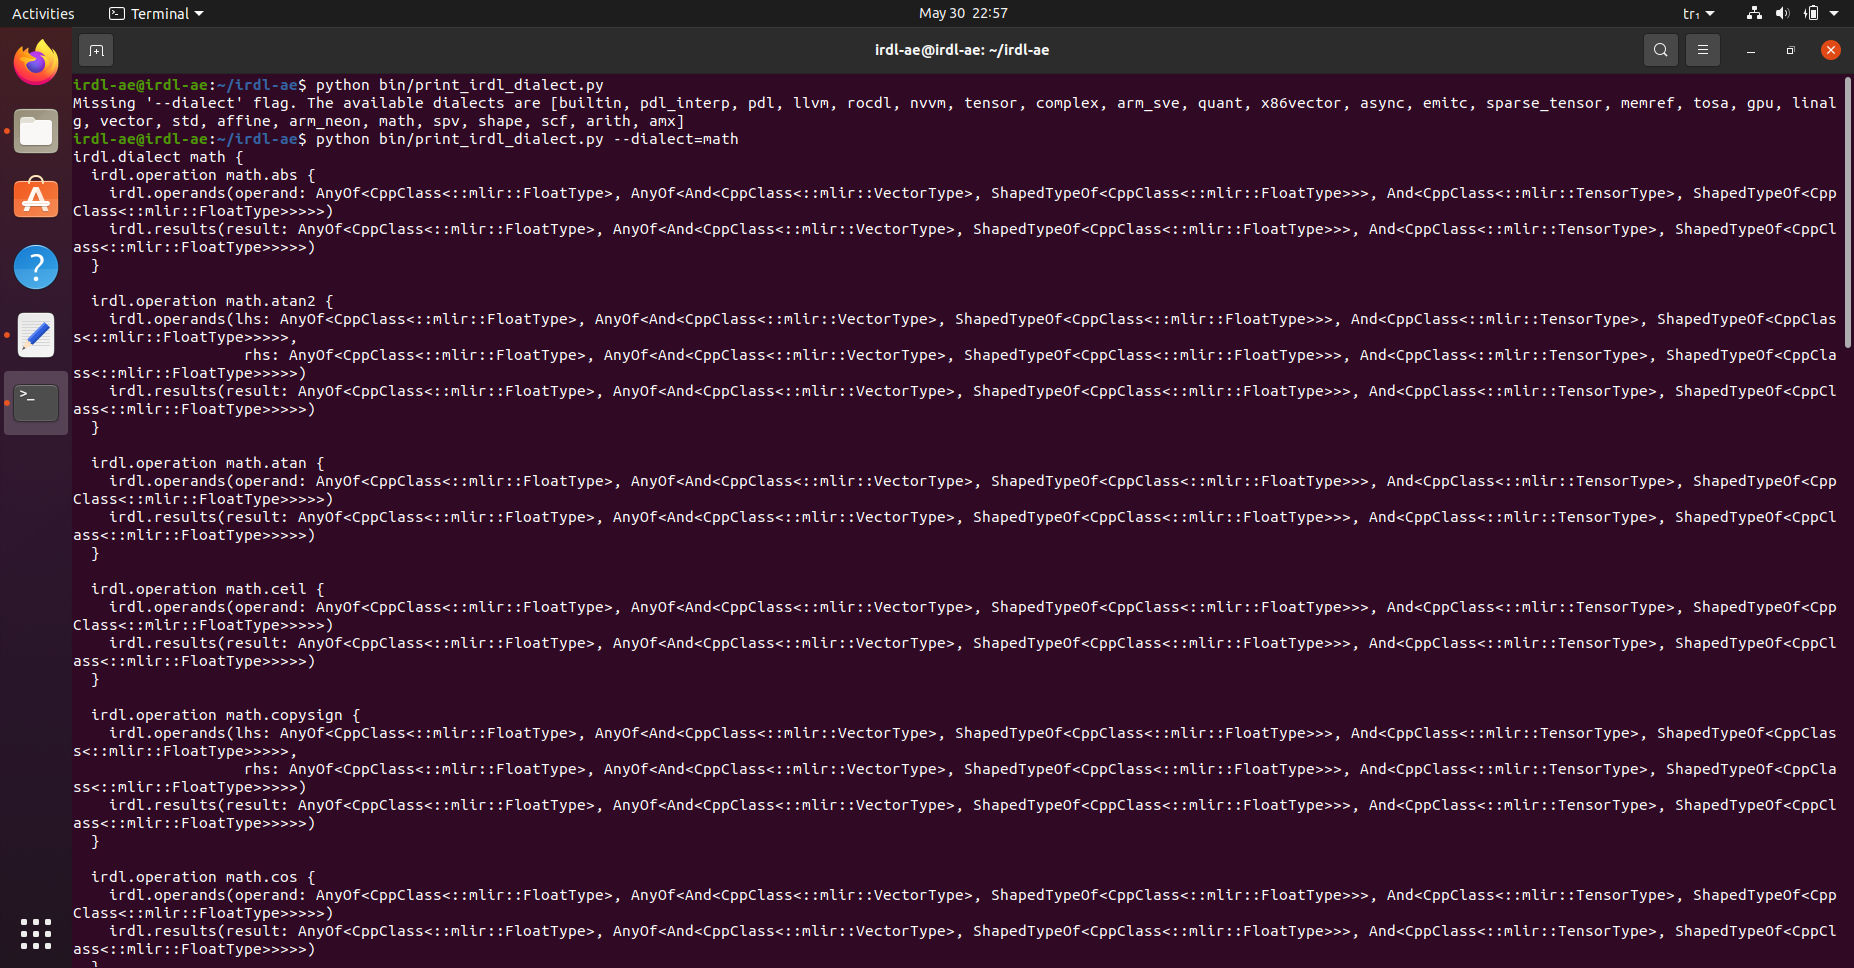 Activities
Terminal
May 30 22:57
tr₁
irdl-ae@irdl-ae: ~/irdl-ae
irdl-ae@irdl-ae:~/irdl-ae$ python bin/print_irdl_dialect.py
Missing '--dialect' flag. The available dialects are [builtin, pdl_interp, pdl, llvm, rocdl, nvvm, tensor, complex, arm_sve, quant, x86vector, async, emitc, sparse_tensor, memref, tosa, gpu, linal
g, vector, std, affine, arm_neon, math, spv, shape, scf, arith, amx]
irdl-ae@irdl-ae:~/irdl-ae$ python bin/print_irdl_dialect.py --dialect=math
irdl.dialect math {
  irdl.operation math.abs {
    irdl.operands(operand: AnyOf<CppClass<::mlir::FloatType>, AnyOf<And<CppClass<::mlir::VectorType>, ShapedTypeOf<CppClass<::mlir::FloatType>>>, And<CppClass<::mlir::TensorType>, ShapedTypeOf<Cpp
Class<::mlir::FloatType>>>>>)
    irdl.results(result: AnyOf<CppClass<::mlir::FloatType>, AnyOf<And<CppClass<::mlir::VectorType>, ShapedTypeOf<CppClass<::mlir::FloatType>>>, And<CppClass<::mlir::TensorType>, ShapedTypeOf<CppCl
ass<::mlir::FloatType>>>>>)
  }
  irdl.operation math.atan2 {
    irdl.operands(lhs: AnyOf<CppClass<::mlir::FloatType>, AnyOf<And<CppClass<::mlir::VectorType>, ShapedTypeOf<CppClass<::mlir::FloatType>>>, And<CppClass<::mlir::TensorType>, ShapedTypeOf<CppClas
s<::mlir::FloatType>>>>>,
                   rhs: AnyOf<CppClass<::mlir::FloatType>, AnyOf<And<CppClass<::mlir::VectorType>, ShapedTypeOf<CppClass<::mlir::FloatType>>>, And<CppClass<::mlir::TensorType>, ShapedTypeOf<CppCla
ss<::mlir::FloatType>>>>>)
    irdl.results(result: AnyOf<CppClass<::mlir::FloatType>, AnyOf<And<CppClass<::mlir::VectorType>, ShapedTypeOf<CppClass<::mlir::FloatType>>>, And<CppClass<::mlir::TensorType>, ShapedTypeOf<CppCl
ass<::mlir::FloatType>>>>>)
  }
  irdl.operation math.atan {
    irdl.operands(operand: AnyOf<CppClass<::mlir::FloatType>, AnyOf<And<CppClass<::mlir::VectorType>, ShapedTypeOf<CppClass<::mlir::FloatType>>>, And<CppClass<::mlir::TensorType>, ShapedTypeOf<Cpp
Class<::mlir::FloatType>>>>>)
    irdl.results(result: AnyOf<CppClass<::mlir::FloatType>, AnyOf<And<CppClass<::mlir::VectorType>, ShapedTypeOf<CppClass<::mlir::FloatType>>>, And<CppClass<::mlir::TensorType>, ShapedTypeOf<CppCl
ass<::mlir::FloatType>>>>>)
  }
  irdl.operation math.ceil {
    irdl.operands(operand: AnyOf<CppClass<::mlir::FloatType>, AnyOf<And<CppClass<::mlir::VectorType>, ShapedTypeOf<CppClass<::mlir::FloatType>>>, And<CppClass<::mlir::TensorType>, ShapedTypeOf<Cpp
Class<::mlir::FloatType>>>>>)
    irdl.results(result: AnyOf<CppClass<::mlir::FloatType>, AnyOf<And<CppClass<::mlir::VectorType>, ShapedTypeOf<CppClass<::mlir::FloatType>>>, And<CppClass<::mlir::TensorType>, ShapedTypeOf<CppCl
ass<::mlir::FloatType>>>>>)
  }
  irdl.operation math.copysign {
    irdl.operands(lhs: AnyOf<CppClass<::mlir::FloatType>, AnyOf<And<CppClass<::mlir::VectorType>, ShapedTypeOf<CppClass<::mlir::FloatType>>>, And<CppClass<::mlir::TensorType>, ShapedTypeOf<CppClas
s<::mlir::FloatType>>>>>,
                   rhs: AnyOf<CppClass<::mlir::FloatType>, AnyOf<And<CppClass<::mlir::VectorType>, ShapedTypeOf<CppClass<::mlir::FloatType>>>, And<CppClass<::mlir::TensorType>, ShapedTypeOf<CppCla
ss<::mlir::FloatType>>>>>)
    irdl.results(result: AnyOf<CppClass<::mlir::FloatType>, AnyOf<And<CppClass<::mlir::VectorType>, ShapedTypeOf<CppClass<::mlir::FloatType>>>, And<CppClass<::mlir::TensorType>, ShapedTypeOf<CppCl
ass<::mlir::FloatType>>>>>)
  }
  irdl.operation math.cos {
    irdl.operands(operand: AnyOf<CppClass<::mlir::FloatType>, AnyOf<And<CppClass<::mlir::VectorType>, ShapedTypeOf<CppClass<::mlir::FloatType>>>, And<CppClass<::mlir::TensorType>, ShapedTypeOf<Cpp
Class<::mlir::FloatType>>>>>)
    irdl.results(result: AnyOf<CppClass<::mlir::FloatType>, AnyOf<And<CppClass<::mlir::VectorType>, ShapedTypeOf<CppClass<::mlir::FloatType>>>, And<CppClass<::mlir::TensorType>, ShapedTypeOf<CppCl
ass<::mlir::FloatType>>>>>)
  }